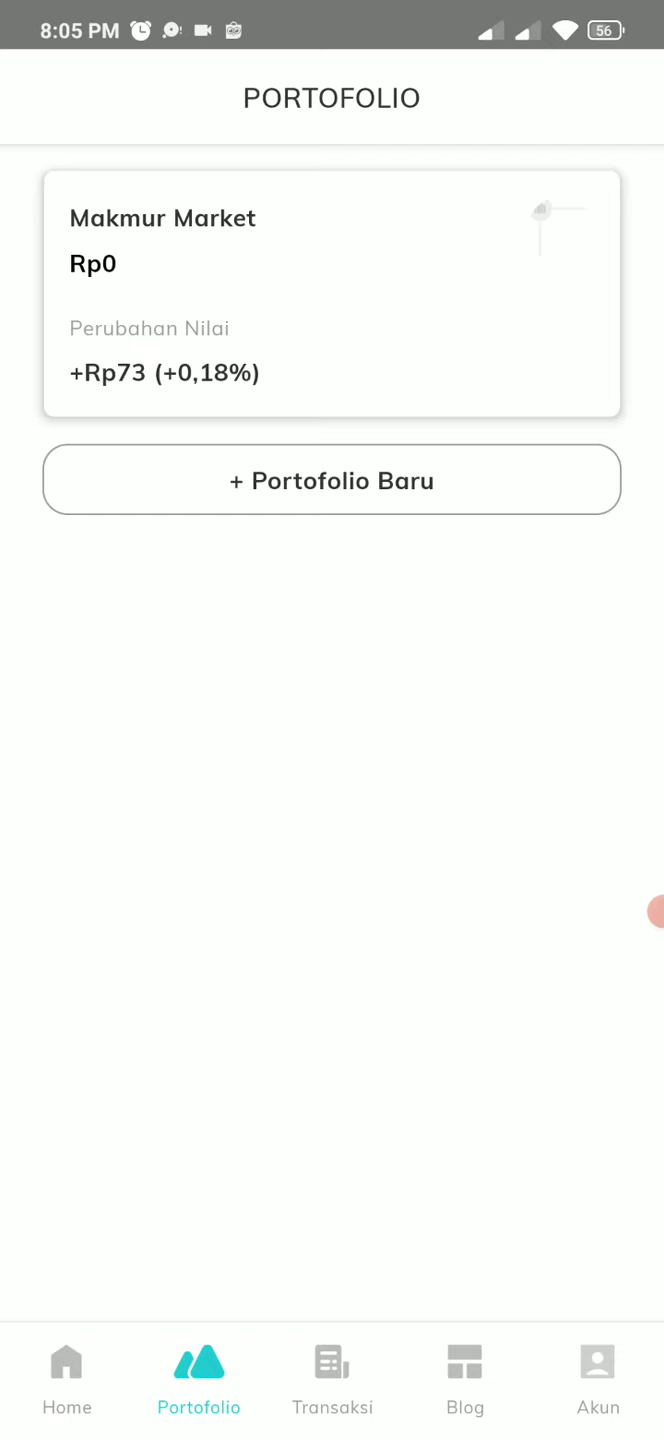 8:05 PM
56
PORTOFOLIO
Makmur Market
Rp0
Perubahan Nilai
+Rp73 (+0,18%)
+ Portofolio Baru
Home
Portofolio
Transaksi
Blog
Akun